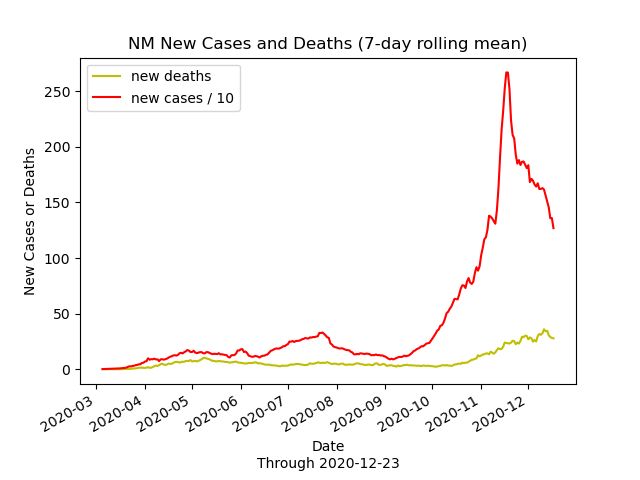 NM New Cases and Deaths (7-day rolling mean)
new deaths
new cases / 10
250
200
150
100
50
0
New Cases or Deaths
2020-03
2020-04
2020-05
2020-06
2020-07
2020-08
2020-09
2020-10
2020-11
2020-12
Date
Through 2020-12-23